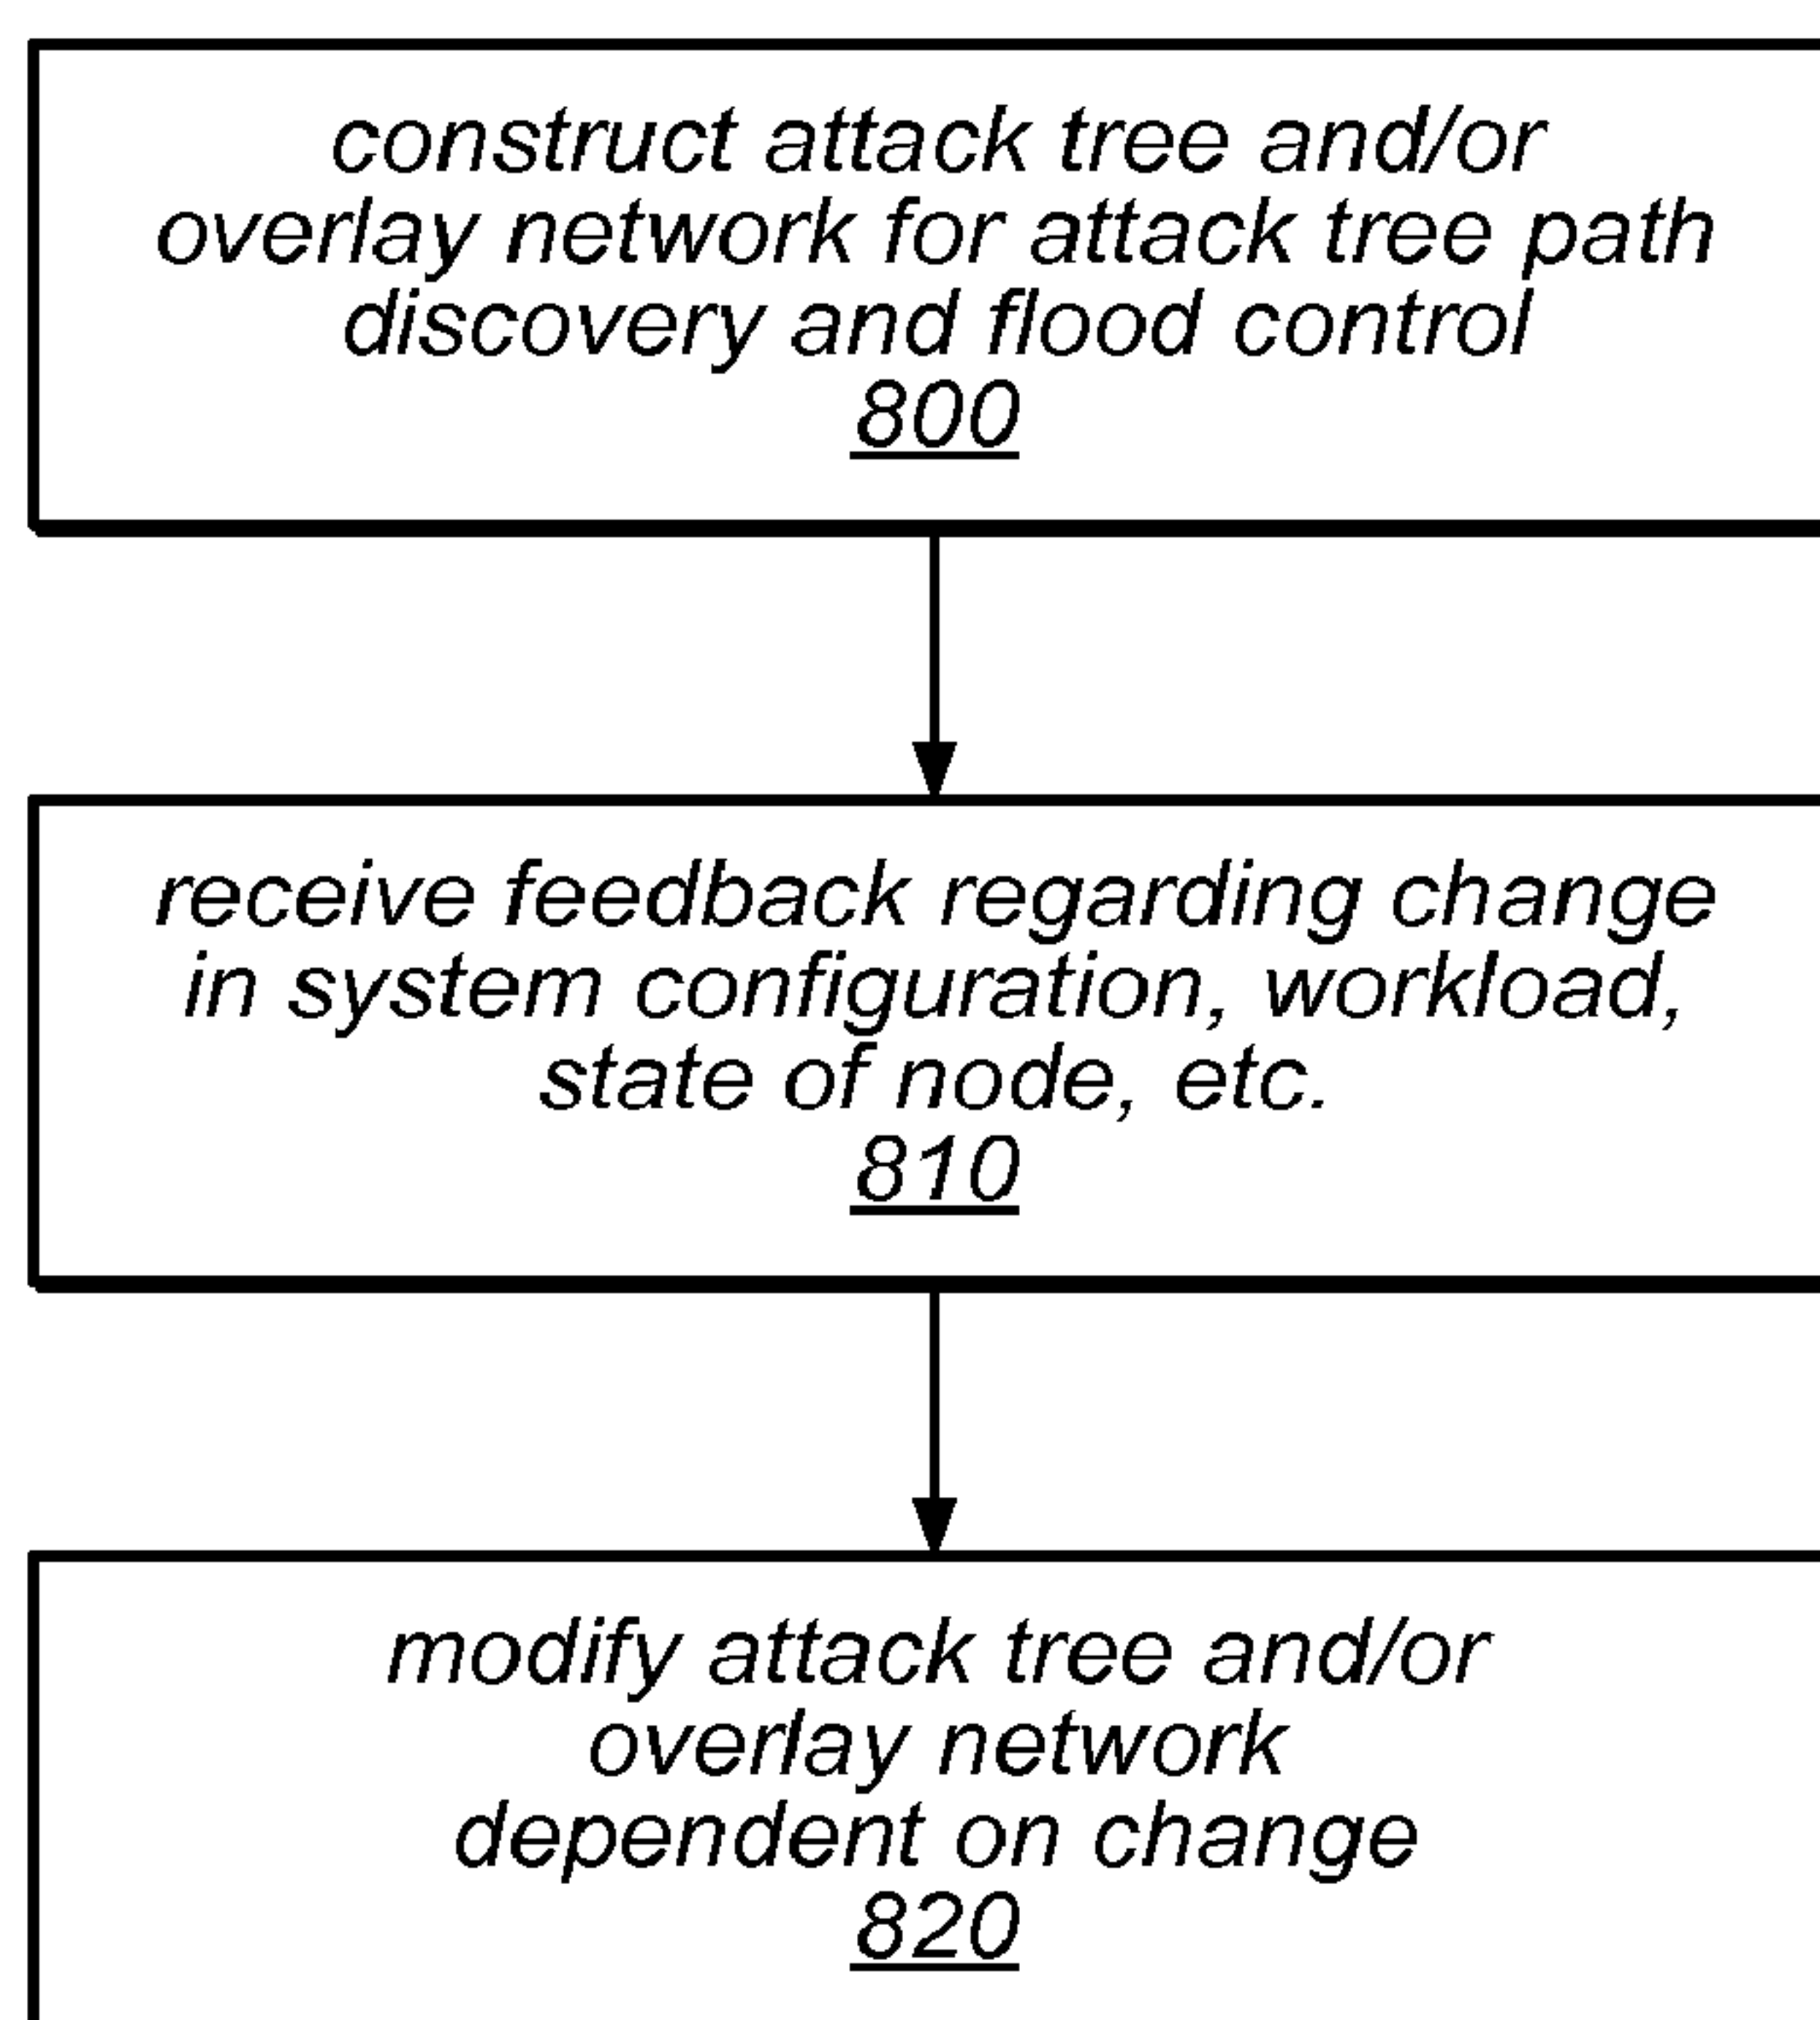 construct attack tree and/or
overlay network for attack tree path
discovery and flood control
800
receive feedback regarding change
in system configuration, workload,
state of node, etc.
810
modify attack tree and/or
overlay network
dependent on change
820